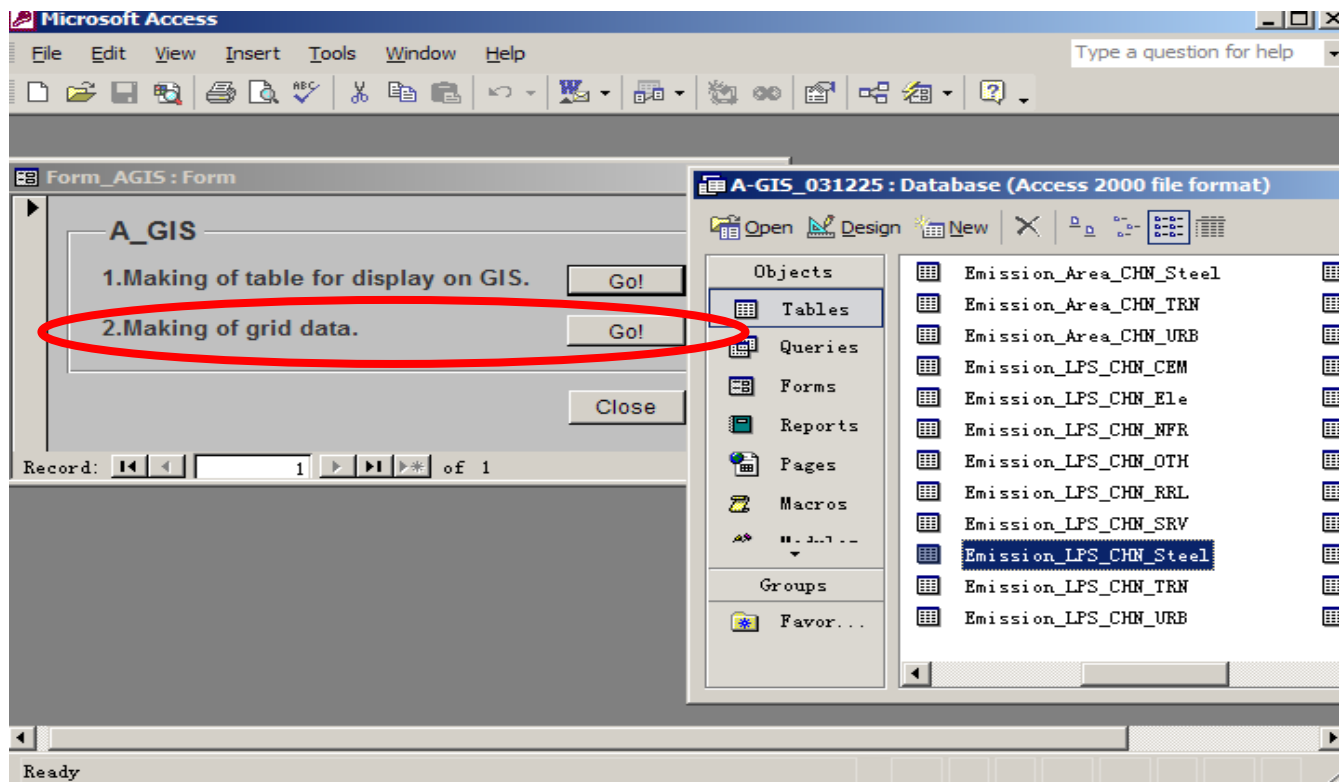 Microsoft Access
File Edit View Insert Tools Window Help Type a question for help
Form_AGIS : Form
A_GIS
1.Making of table for display on GIS. Go!
2.Making of grid data. Go!
Close
Record: 1 of 1
A-GIS_031225 : Database (Access 2000 file format)
Open Design New
Objects
Tables
Queries
Forms
Reports
Pages
Macros
Groups
Favor...
Emission_Area_CHN_Steel
Emission_Area_CHN_TRN
Emission_Area_CHN_URB
Emission_LPS_CHN_CEM
Emission_LPS_CHN_Ele
Emission_LPS_CHN_NFR
Emission_LPS_CHN_OTH
Emission_LPS_CHN_RRL
Emission_LPS_CHN_SRV
Emission_LPS_CHN_Steel
Emission_LPS_CHN_TRN
Emission_LPS_CHN_URB
Ready